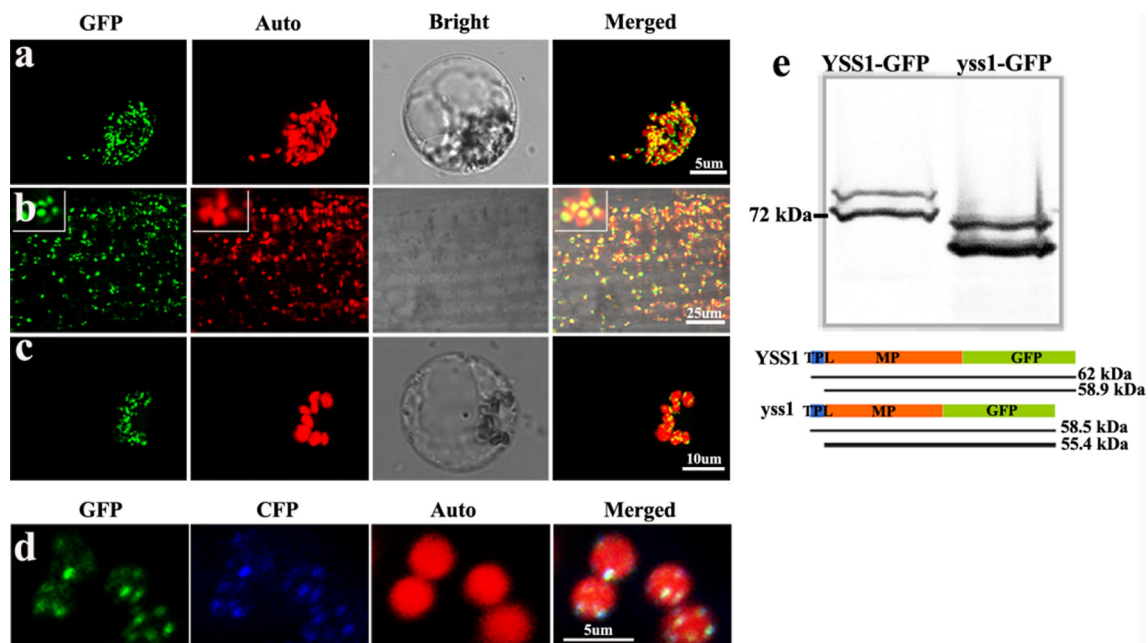 GFP Auto Bright Merged
a
5um
b
25um
c
10um
GFP CFP Auto Merged
d
5um
e
YSS1-GFP yss1-GFP
72 kDa
YSS1 TPL MP GFP
62 kDa
58.9 kDa
yss1 TPL MP GFP
58.5 kDa
55.4 kDa